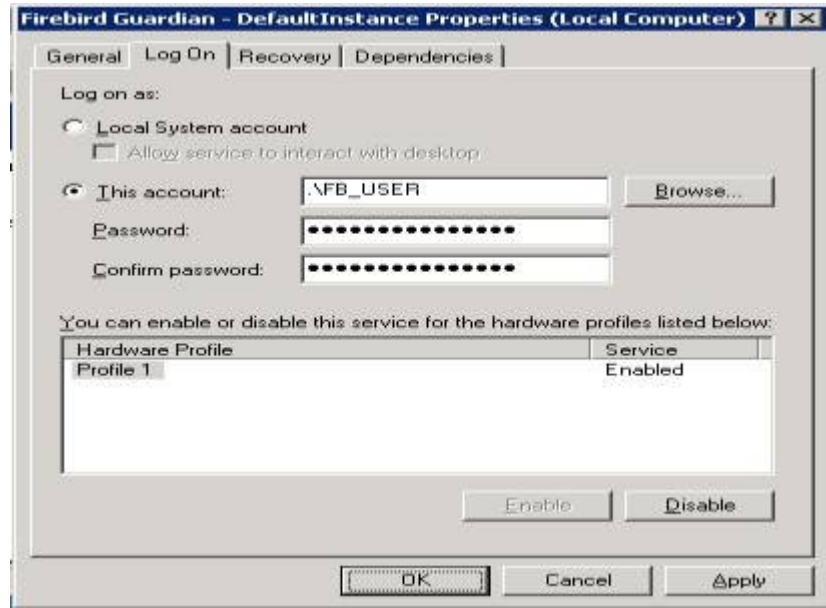 Firebird Guardian - DefaultInstance Properties (Local Computer)
General Log On Recovery Dependencies
Log on as:
Local System account
Allow service to interact with desktop
This account: .\FB_USER Browse...
Password: ●●●●●●●●●●●●●●●
Confirm password: ●●●●●●●●●●●●●●●
You can enable or disable this service for the hardware profiles listed below:
Hardware Profile Service
Profile 1 Enabled
Enable Disable
OK Cancel Apply